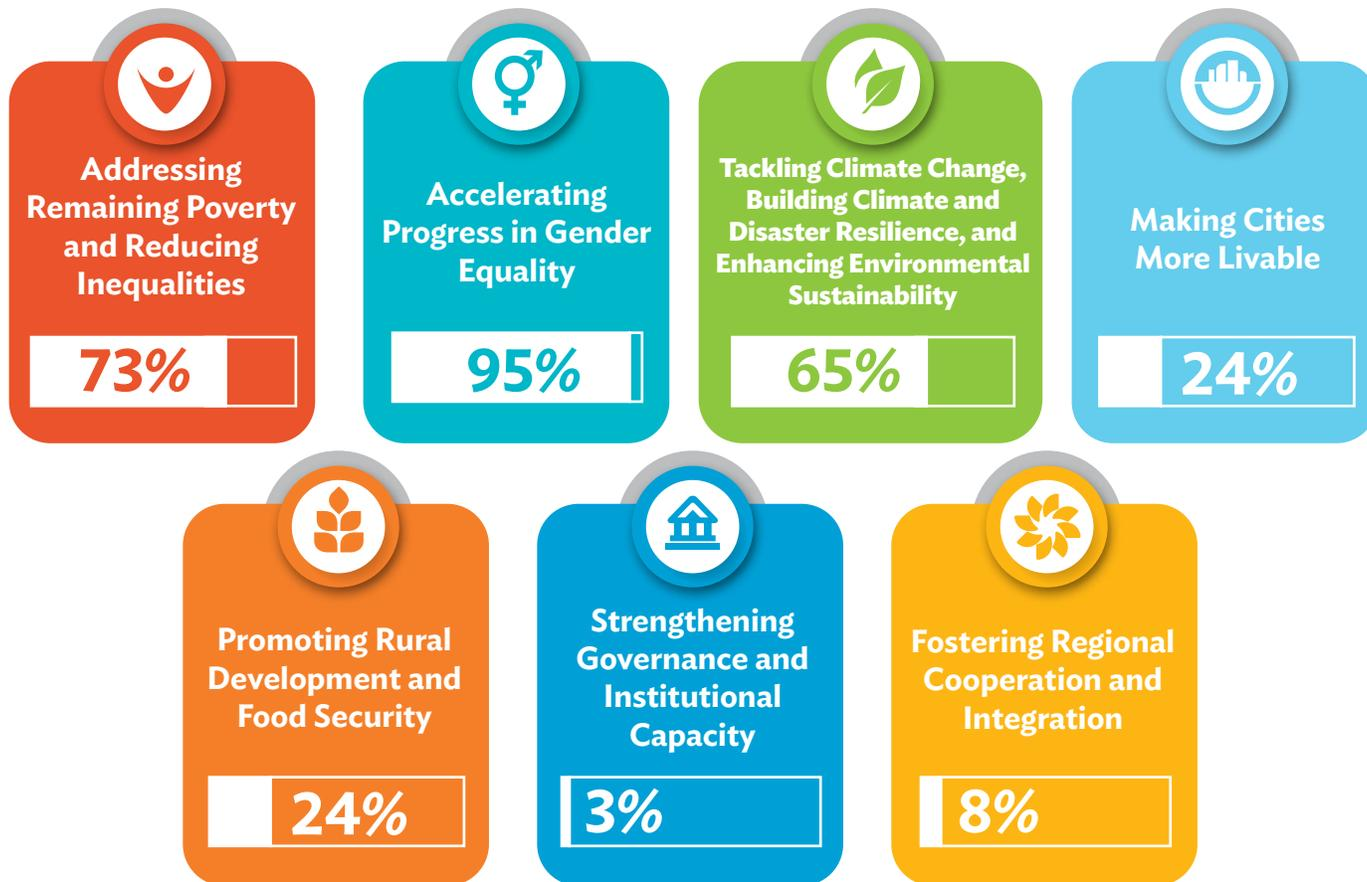 Addressing
Remaining Poverty
and Reducing
Inequalities
73%
Accelerating
Progress in Gender
Equality
95%
Tackling Climate Change,
Building Climate and
Disaster Resilience, and
Enhancing Environmental
Sustainability
65%
Making Cities
More Livable
24%
Promoting Rural
Development and
Food Security
24%
Strengthening
Governance and
Institutional
Capacity
3%
Fostering Regional
Cooperation and
Integration
8%